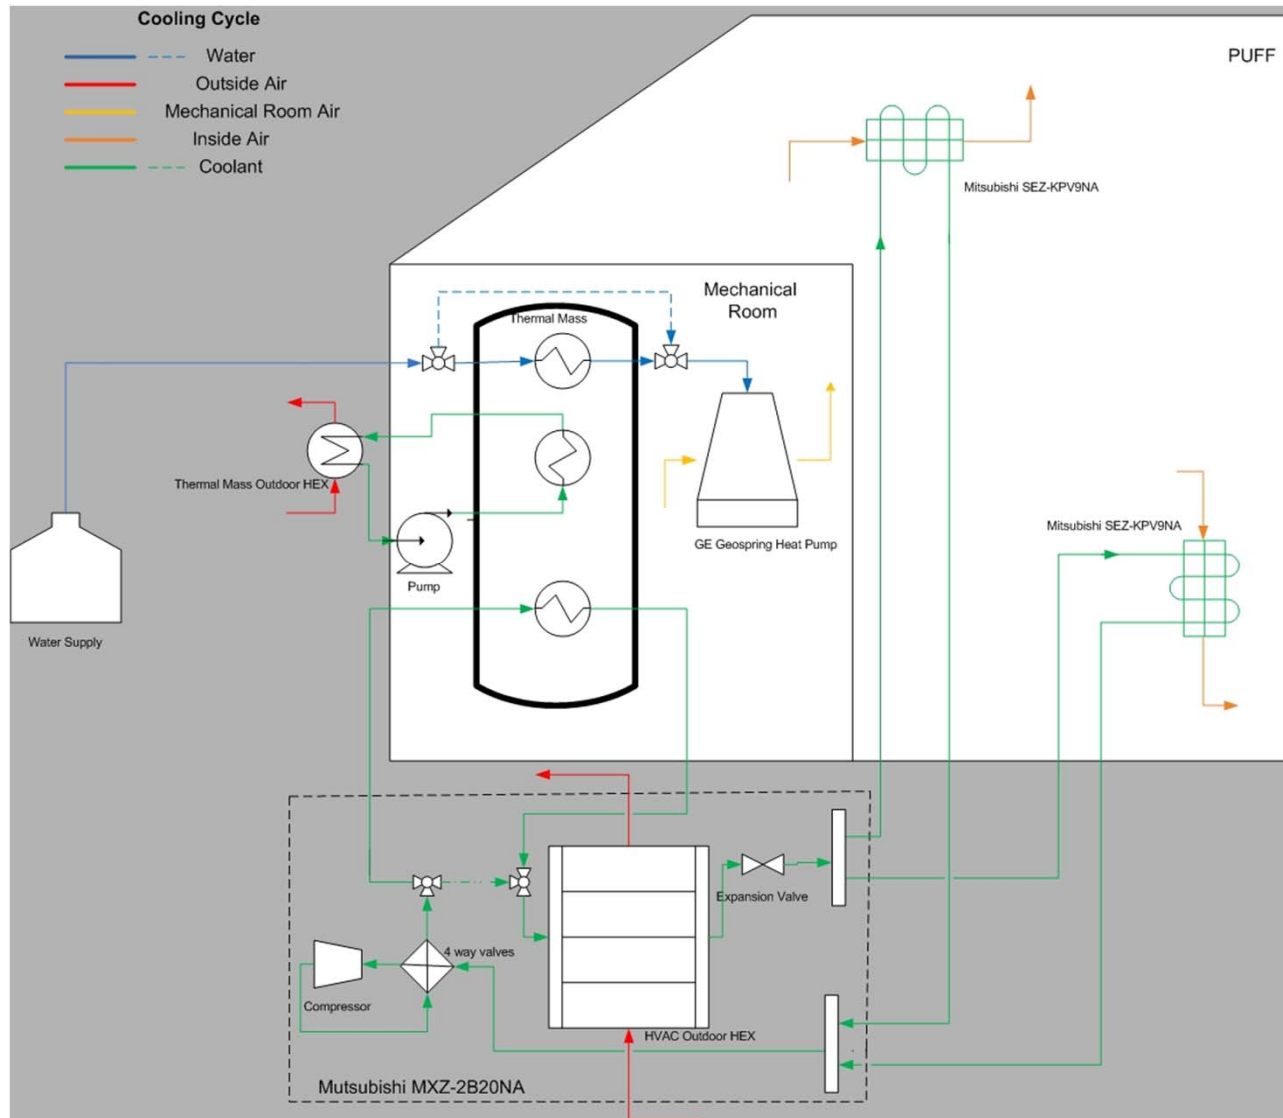 Cooling Cycle
Water
Outside Air
Mechanical Room Air
Inside Air
Coolant
PUFF
Mitsubishi SEZ-KPV9NA
Mechanical
Room
Thermal Mass
Thermal Mass Outdoor HEX
GE Geospring Heat Pump
Mitsubishi SEZ-KPV9NA
Pump
Water Supply
Expansion Valve
4 way valves
Compressor
HVAC Outdoor HEX
Mutsubishi MXZ-2B20NA